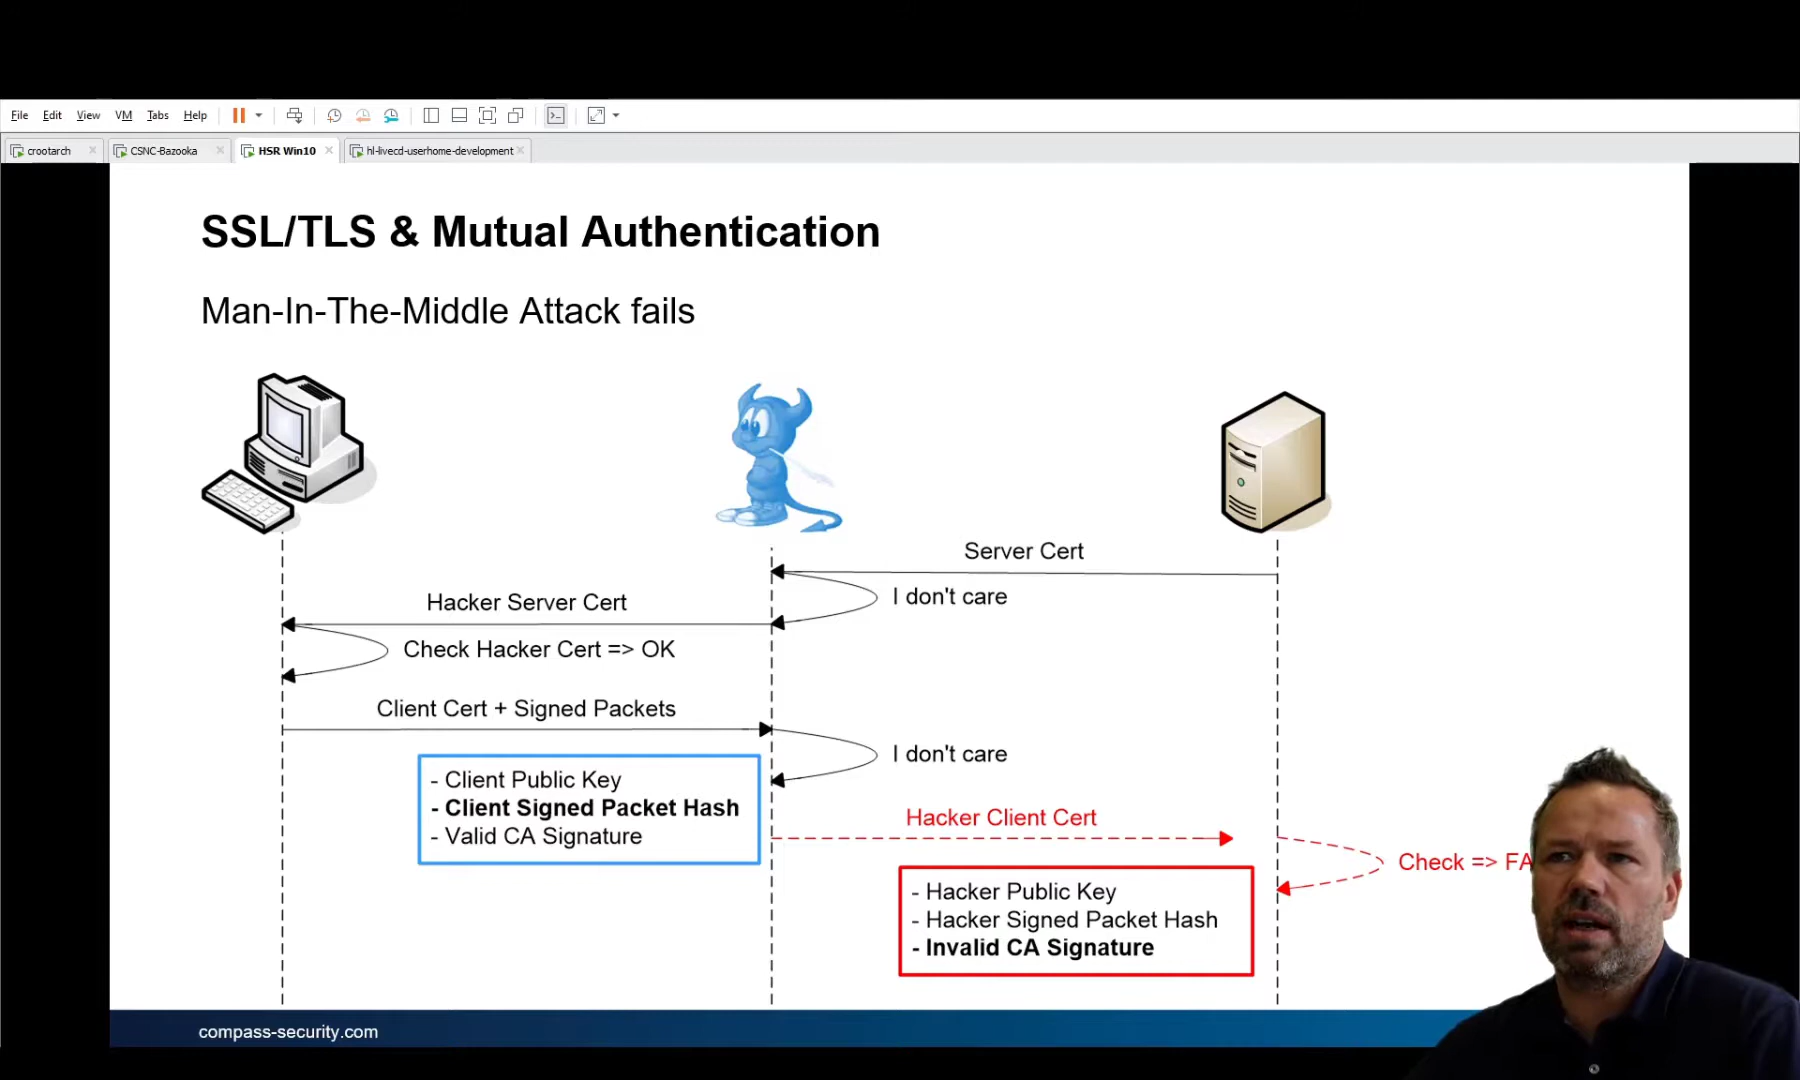 File Edit View VM Tabs Help
crootarch
CSNC-Bazooka
HSR Win10
hl-livecd-userhome-development
SSL/TLS & Mutual Authentication
Man-In-The-Middle Attack fails
Server Cert
I don't care
Hacker Server Cert
Check Hacker Cert => OK
Client Cert + Signed Packets
I don't care
- Client Public Key
- Client Signed Packet Hash
- Valid CA Signature
Hacker Client Cert
Check => FA
- Hacker Public Key
- Hacker Signed Packet Hash
- Invalid CA Signature
compass-security.com